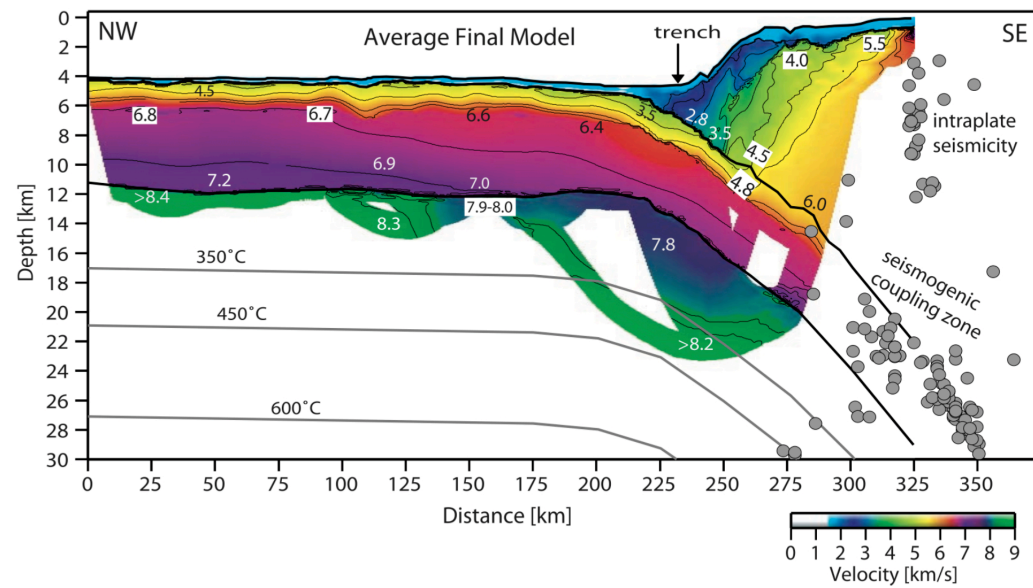 NW
Average Final Model
trench
SE
0
2
4
6
8
10
12
14
16
18
20
22
24
26
28
30
Depth [km]
4.5
6.8
6.7
6.6
6.4
3.5
2.8
3.5
4.0
5.5
4.5
4.8
6.0
6.9
7.2
7.0
7.9-8.0
>8.4
8.3
7.8
>8.2
intraplate
seismicity
seismogenic
coupling zone
350˚C
450˚C
600˚C
0 25 50 75 100 125 150 175 200 225 250 275 300 325 350
Distance [km]
0 1 2 3 4 5 6 7 8 9
Velocity [km/s]